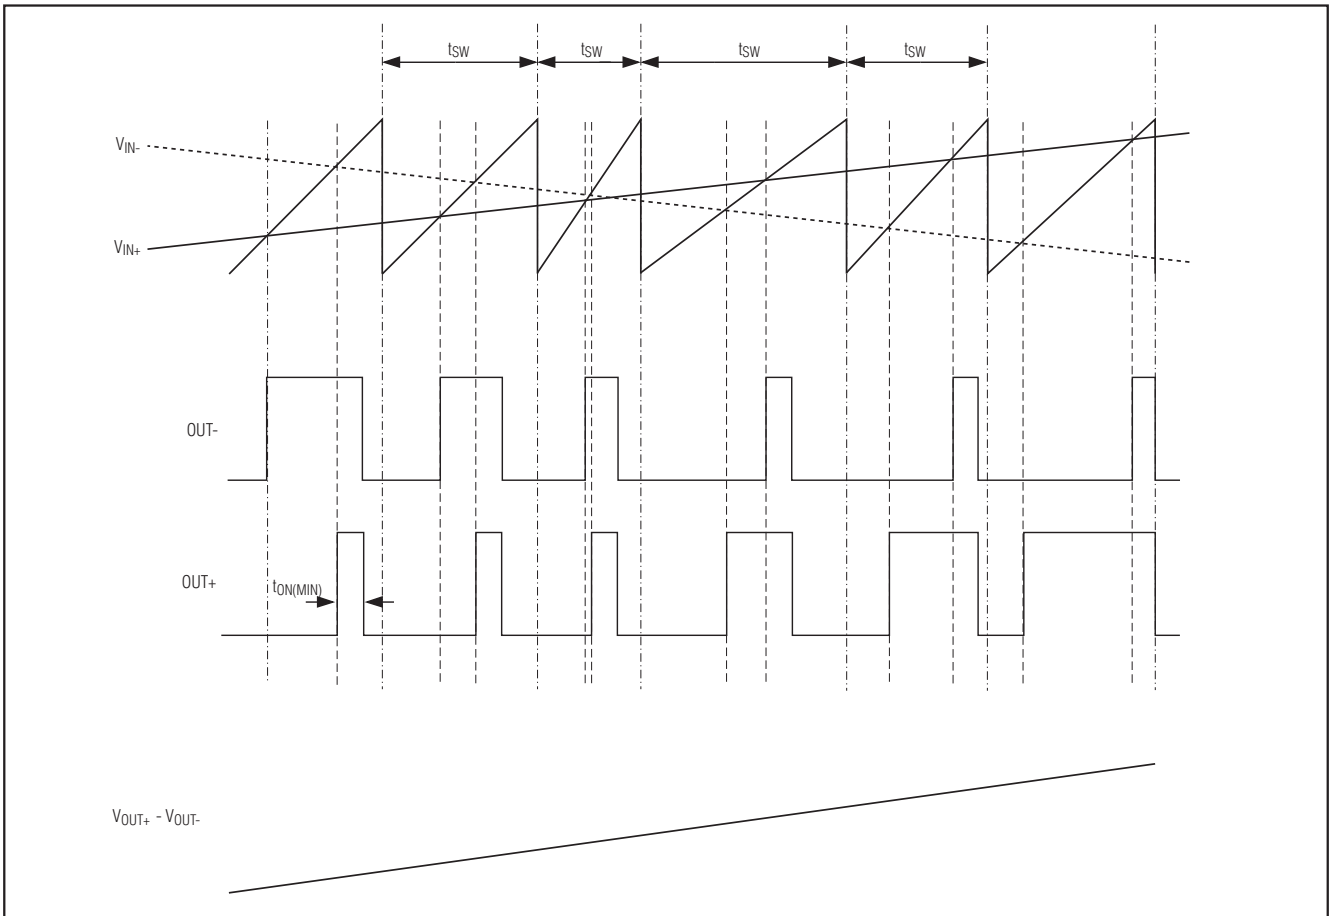 tSW tSW tSW tSW
VIN-
VIN+
OUT-
OUT+
tON(MIN)
VOUT+ - VOUT-